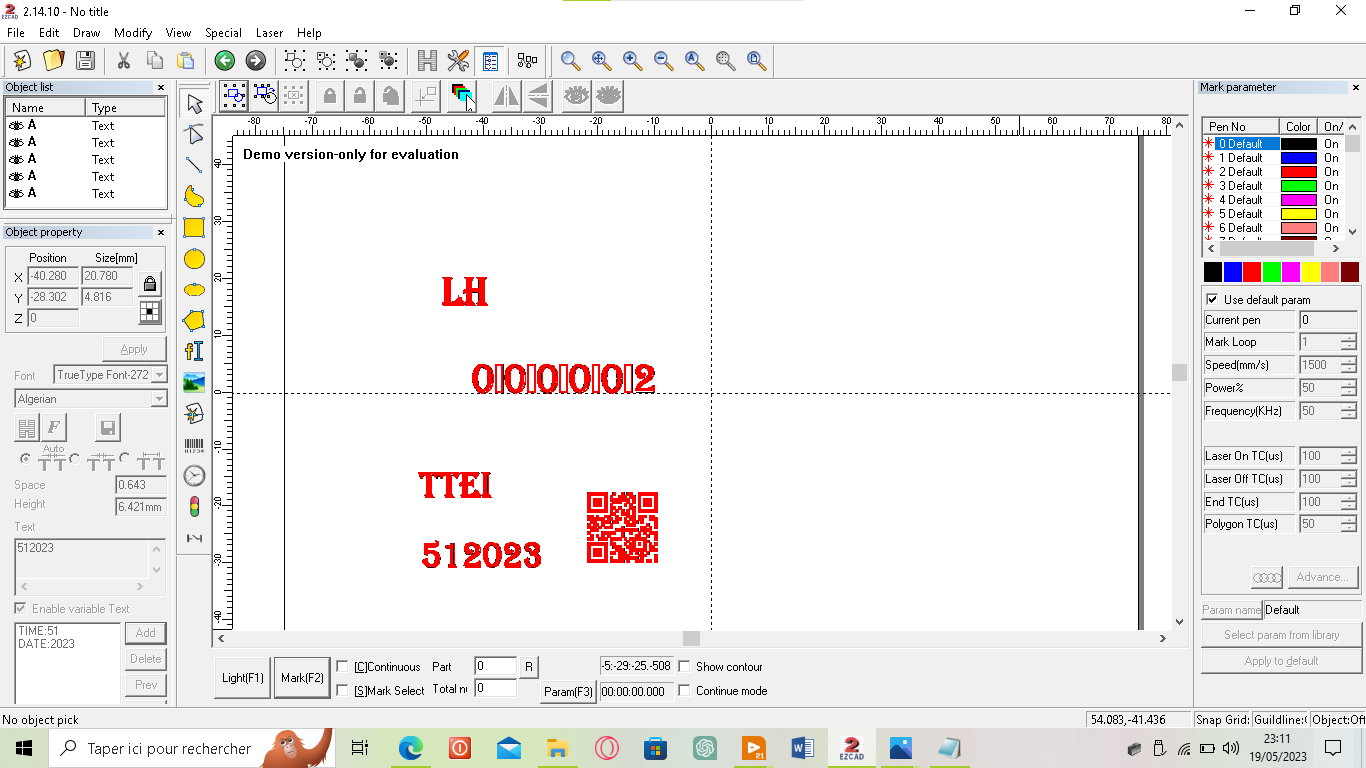 2.14.10 - No title
File Edit Draw Modify View Special Laser Help
Object list
Name Type
A Text
A Text
A Text
A Text
A Text
Object property
Position Size[mm]
X -40.280 20.780
Y -28.302 4.816
Z 0
Apply
Font TrueType Font-272
Algerian
F
Auto
Space 0.643
Height 6.421mm
Text
512023
Enable variable Text
TIME:51
DATE:2023
Add
Delete
Prev
-80 -70 -60 -50 -40 -30 -20 -10 0 10 20 30 40 50 60 70 80
40
30
20
10
0
-10
-20
-30
-40
Demo version-only for evaluation
LH
000002
TTEI
512023
Light(F1) Mark(F2)
[C]Continuous Part 0 R
[S]Mark Select Total nu 0 Param(F3)
-5:-29:-25.-508 Show contour
00:00:00.000 Continue mode
Mark parameter
Pen No Color On/
0 Default On
1 Default On
2 Default On
3 Default On
4 Default On
5 Default On
6 Default On
Use default param
Current pen 0
Mark Loop 1
Speed(mm/s) 1500
Power% 50
Frequency(KHz) 50
Laser On TC(us) 100
Laser Off TC(us) 100
End TC(us) 100
Polygon TC(us) 50
Advance...
Param name Default
Select param from library
Apply to default
No object pick
54.083,-41.436 Snap Grid: Guildline:( Object:Off
Taper ici pour rechercher
23:11
19/05/2023